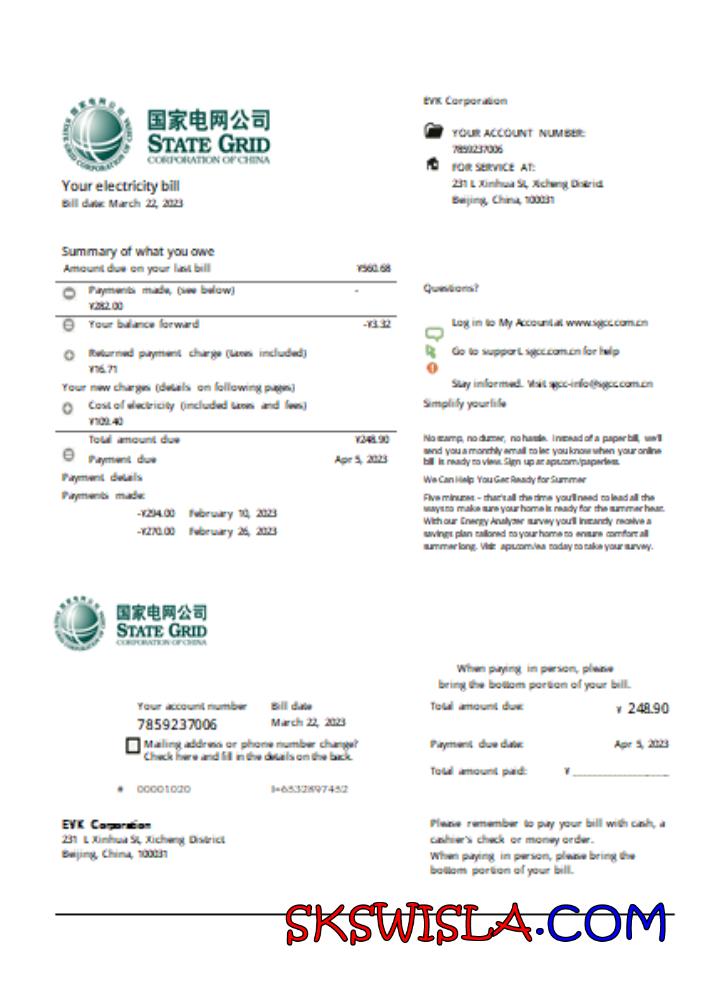 国家电网公司
STATE GRID
CORPORATION OF CHINA
Your electricity bill
Bill date: March 22, 2023
EVK Corporation
YOUR ACCOUNT NUMBER:
7859237006
FOR SERVICE AT:
231 L Xinhua St, Xicheng District
Beijing, China, 100031
Summary of what you owe
Amount due on your last bill ¥560.68
Payments made, (see below) -
¥282.00
Your balance forward -¥3.32
Returned payment charge (taxes included)
¥16.71
Your new charges (details on following pages)
Cost of electricity (included taxes and fees)
¥109.40
Total amount due ¥248.90
Payment due Apr 5, 2023
Payment details
Payments made:
-¥294.00 February 10, 2023
-¥270.00 February 26, 2023
Questions?
Log in to My Account at www.sgcc.com.cn
Go to support.sgcc.com.cn for help
Stay informed. Visit sgcc-info@sgcc.com.cn
Simplify your life
No stamp, no clutter, no hassle. Instead of a paper bill, we'll
send you a monthly email to let you know when your online
bill is ready to view. Sign up at aps.com/paperless.
We Can Help You Get Ready for Summer
Five minutes – that's all the time you'll need to lead all the
ways to make sure your home is ready for the summer heat.
With our Energy Analyzer survey you'll instantly receive a
savings plan tailored to your home to ensure comfort all
summer long. Visit aps.com/ea today to take your survey.
国家电网公司
STATE GRID
CORPORATION OF CHINA
When paying in person, please
bring the bottom portion of your bill.
Your account number Bill date
7859237006 March 22, 2023
Mailing address or phone number change?
Check here and fill in the details on the back.
# 00001020 I=6532897452
Total amount due: ¥ 248.90
Payment due date: Apr 5, 2023
Total amount paid: ¥ ____________
EVK Corporation
231 L Xinhua St, Xicheng District
Beijing, China, 100031
Please remember to pay your bill with cash, a
cashier's check or money order.
When paying in person, please bring the
bottom portion of your bill.
SKSWISLA.COM